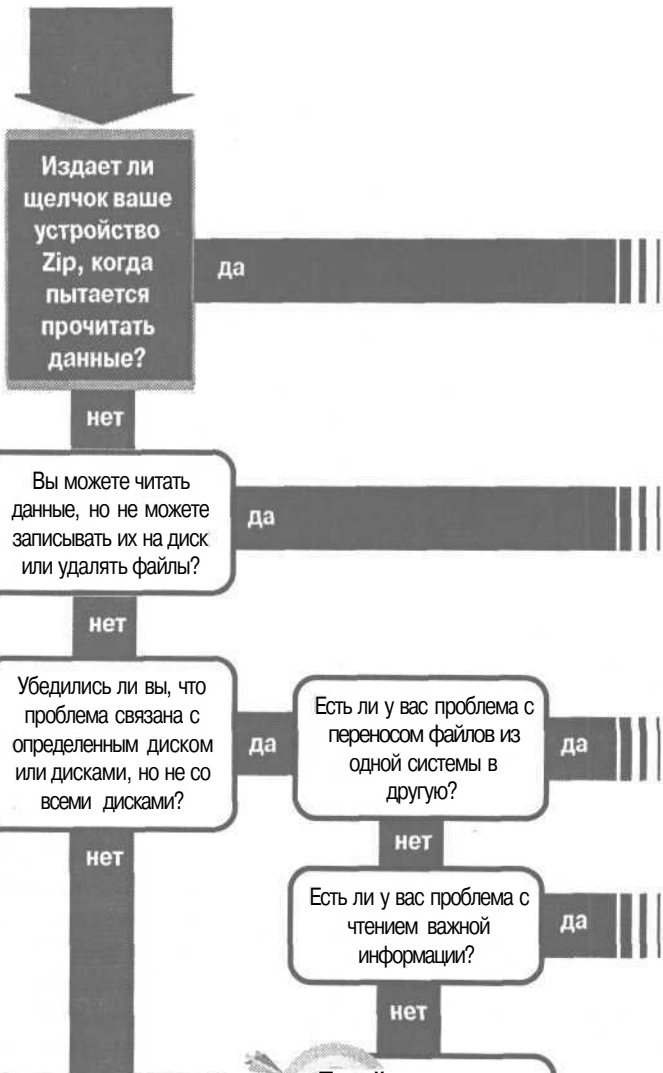 Издает ли
щелчок ваше
устройство
Zip, когда
пытается
прочитать
данные?
да
нет
Вы можете читать
данные, но не можете
записывать их на диск
или удалять файлы?
да
нет
Убедились ли вы, что
проблема связана с
определенным диском
или дисками, но не со
всеми дисками?
да
Есть ли у вас проблема с
переносом файлов из
одной системы в
другую?
да
нет
нет
Есть ли у вас проблема с
чтением важной
информации?
да
нет